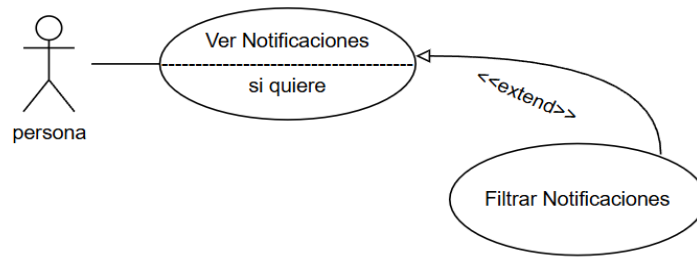 Ver Notificaciones
si quiere
persona
<<extend>>
Filtrar Notificaciones